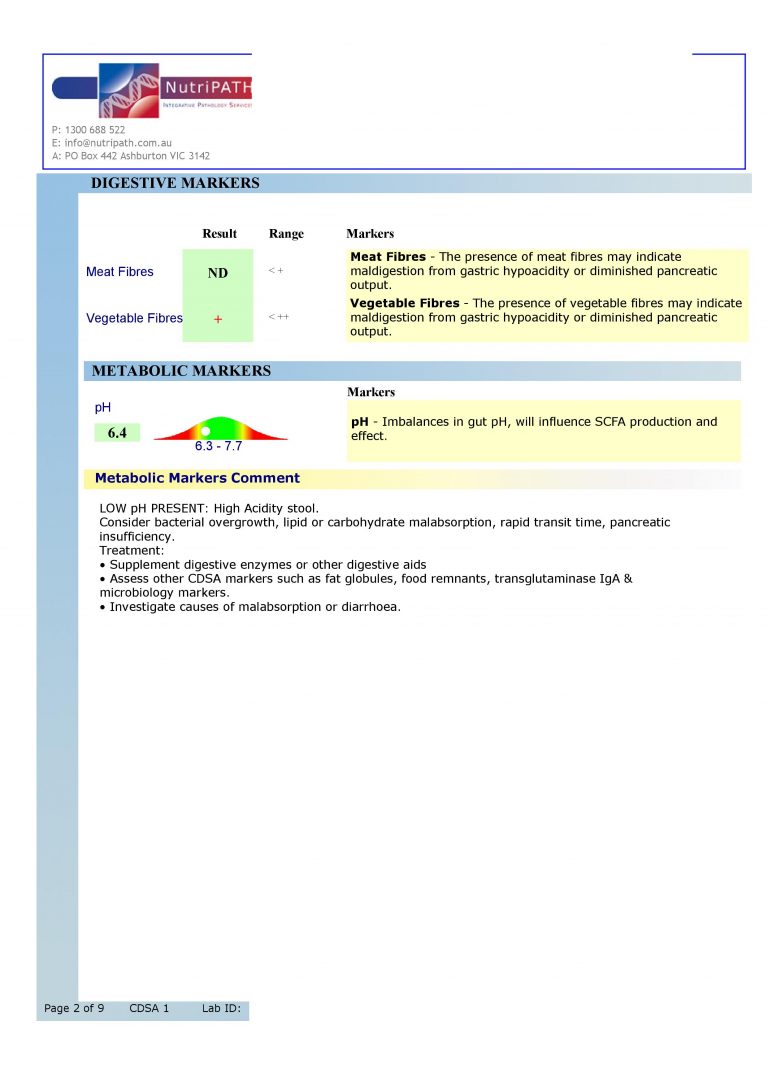 NutriPATH
INTEGRATIVE PATHOLOGY SERVICES
P: 1300 688 522
E: info@nutripath.com.au
A: PO Box 442 Ashburton VIC 3142
DIGESTIVE MARKERS
Result Range Markers
Meat Fibres ND < +
Meat Fibres - The presence of meat fibres may indicate
maldigestion from gastric hypoacidity or diminished pancreatic
output.
Vegetable Fibres + < ++
Vegetable Fibres - The presence of vegetable fibres may indicate
maldigestion from gastric hypoacidity or diminished pancreatic
output.
METABOLIC MARKERS
Markers
pH
6.4
6.3 - 7.7
pH - Imbalances in gut pH, will influence SCFA production and
effect.
Metabolic Markers Comment
LOW pH PRESENT: High Acidity stool.
Consider bacterial overgrowth, lipid or carbohydrate malabsorption, rapid transit time, pancreatic
insufficiency.
Treatment:
• Supplement digestive enzymes or other digestive aids
• Assess other CDSA markers such as fat globules, food remnants, transglutaminase IgA &
microbiology markers.
• Investigate causes of malabsorption or diarrhoea.
Page 2 of 9 CDSA 1 Lab ID: